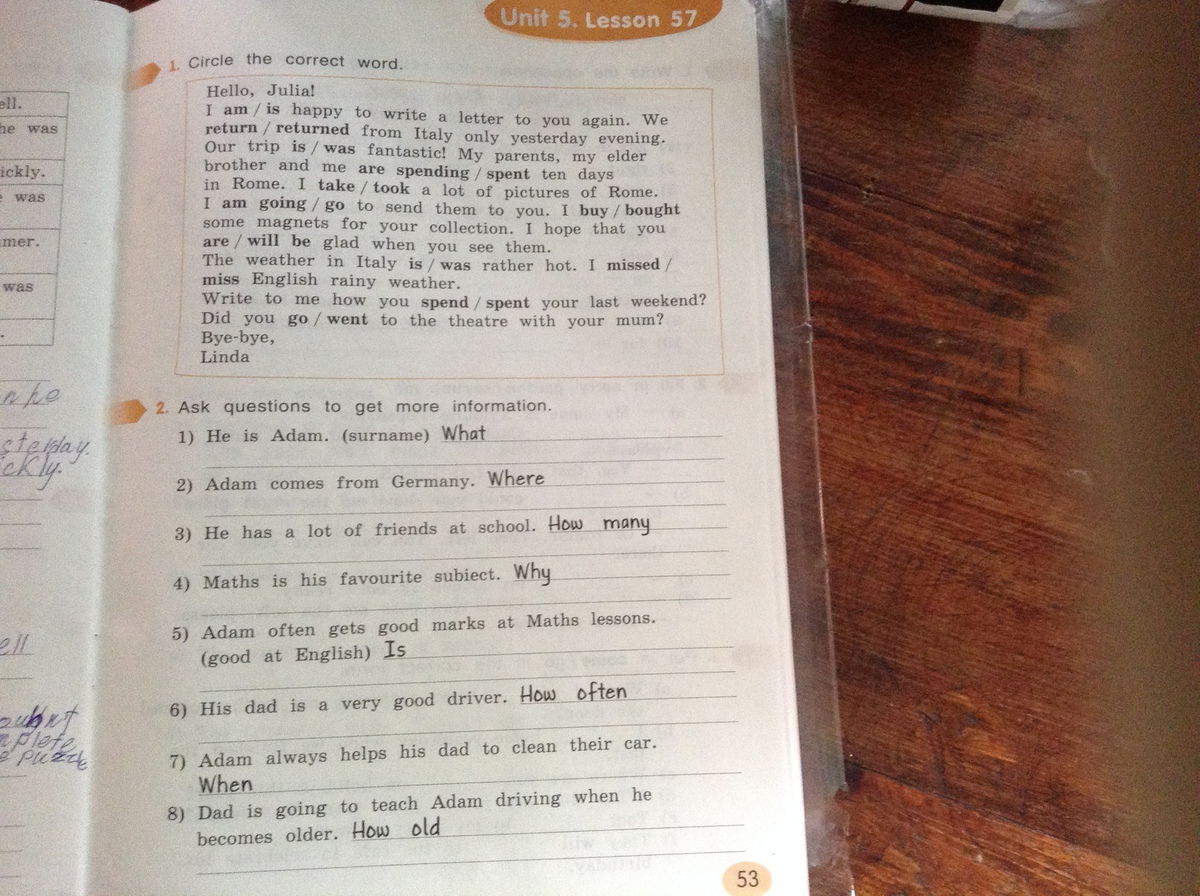 Unit 5. Lesson 57
ell.
he was
ickly.
was
mer.
was
n he
sterday.
ickly.
ell
1. Circle the correct word.
Hello, Julia!
I am / is happy to write a letter to you again. We
return / returned from Italy only yesterday evening.
Our trip is / was fantastic! My parents, my elder
brother and me are spending / spent ten days
in Rome. I take / took a lot of pictures of Rome.
I am going / go to send them to you. I buy / bought
some magnets for your collection. I hope that you
are / will be glad when you see them.
The weather in Italy is / was rather hot. I missed /
miss English rainy weather.
Write to me how you spend / spent your last weekend?
Did you go / went to the theatre with your mum?
Bye-bye,
Linda
2. Ask questions to get more information.
1) He is Adam. (surname) What
2) Adam comes from Germany. Where
3) He has a lot of friends at school. How many
4) Maths is his favourite subiect. Why
5) Adam often gets good marks at Maths lessons.
(good at English) Is
6) His dad is a very good driver. How often
7) Adam always helps his dad to clean their car.
When
8) Dad is going to teach Adam driving when he
becomes older. How old
53